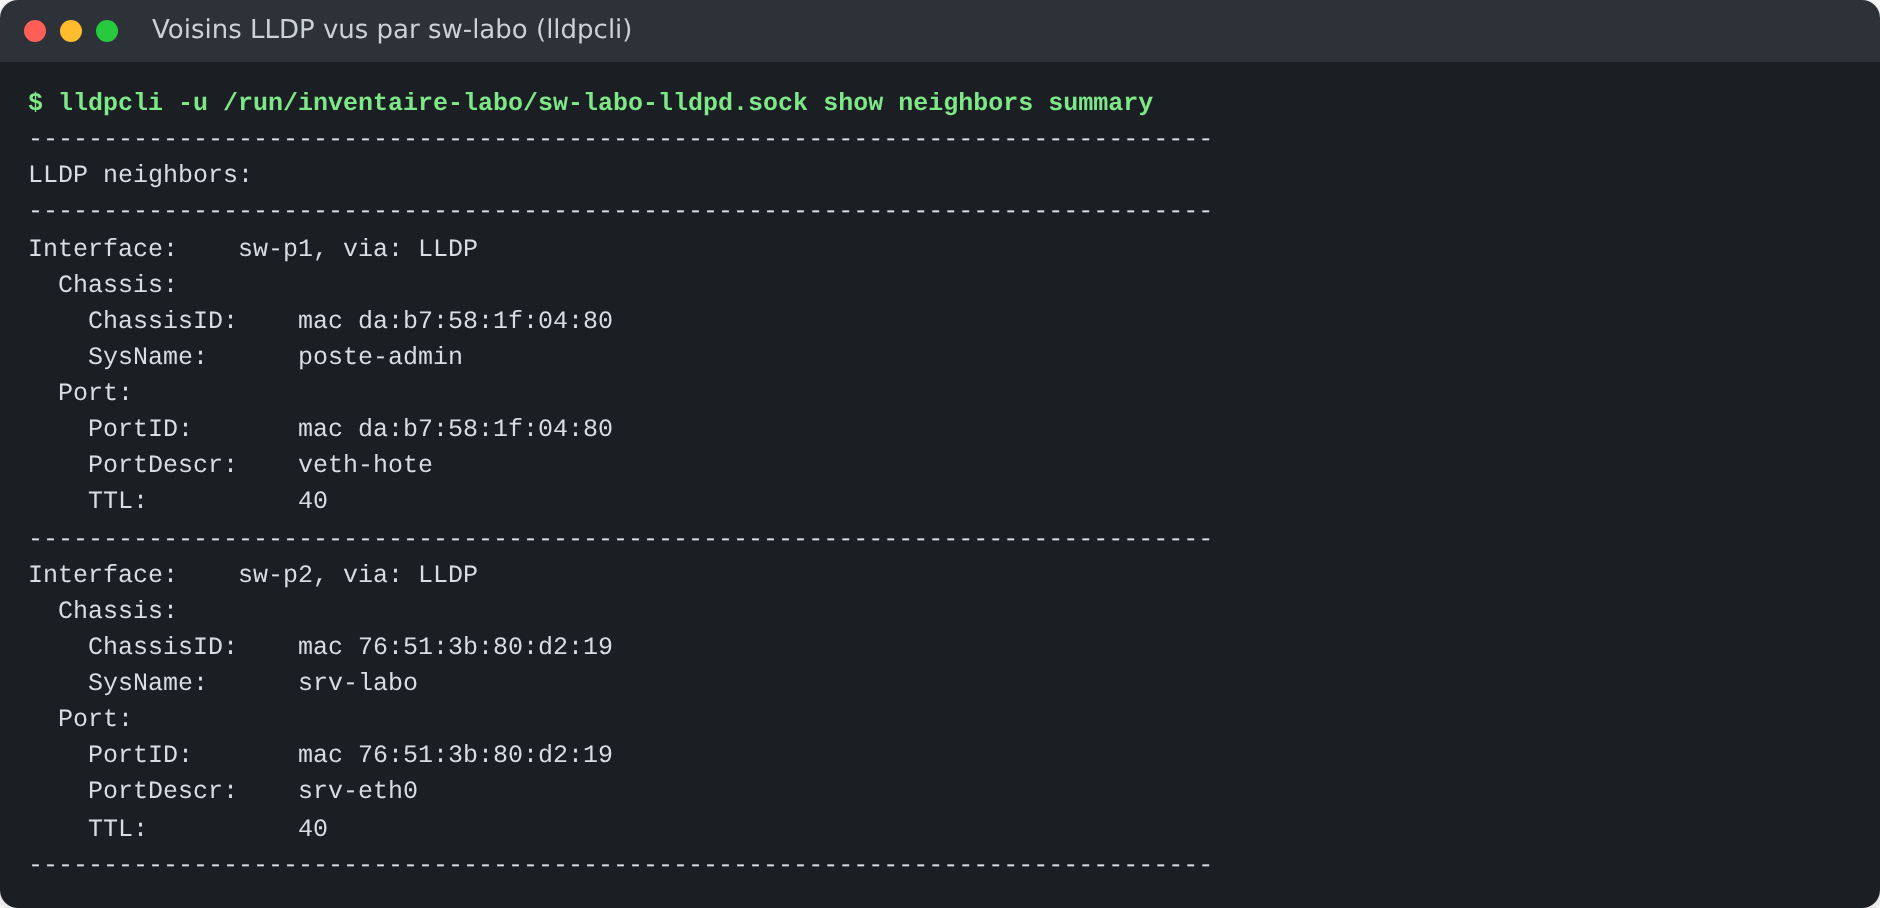 Voisins LLDP vus par sw-labo (lldpcli)
$ lldpcli -u /run/inventaire-labo/sw-labo-lldpd.sock show neighbors summary
-------------------------------------------------------------------------------
LLDP neighbors:
-------------------------------------------------------------------------------
Interface:    sw-p1, via: LLDP
  Chassis:
    ChassisID:    mac da:b7:58:1f:04:80
    SysName:      poste-admin
  Port:
    PortID:       mac da:b7:58:1f:04:80
    PortDescr:    veth-hote
    TTL:          40
-------------------------------------------------------------------------------
Interface:    sw-p2, via: LLDP
  Chassis:
    ChassisID:    mac 76:51:3b:80:d2:19
    SysName:      srv-labo
  Port:
    PortID:       mac 76:51:3b:80:d2:19
    PortDescr:    srv-eth0
    TTL:          40
-------------------------------------------------------------------------------